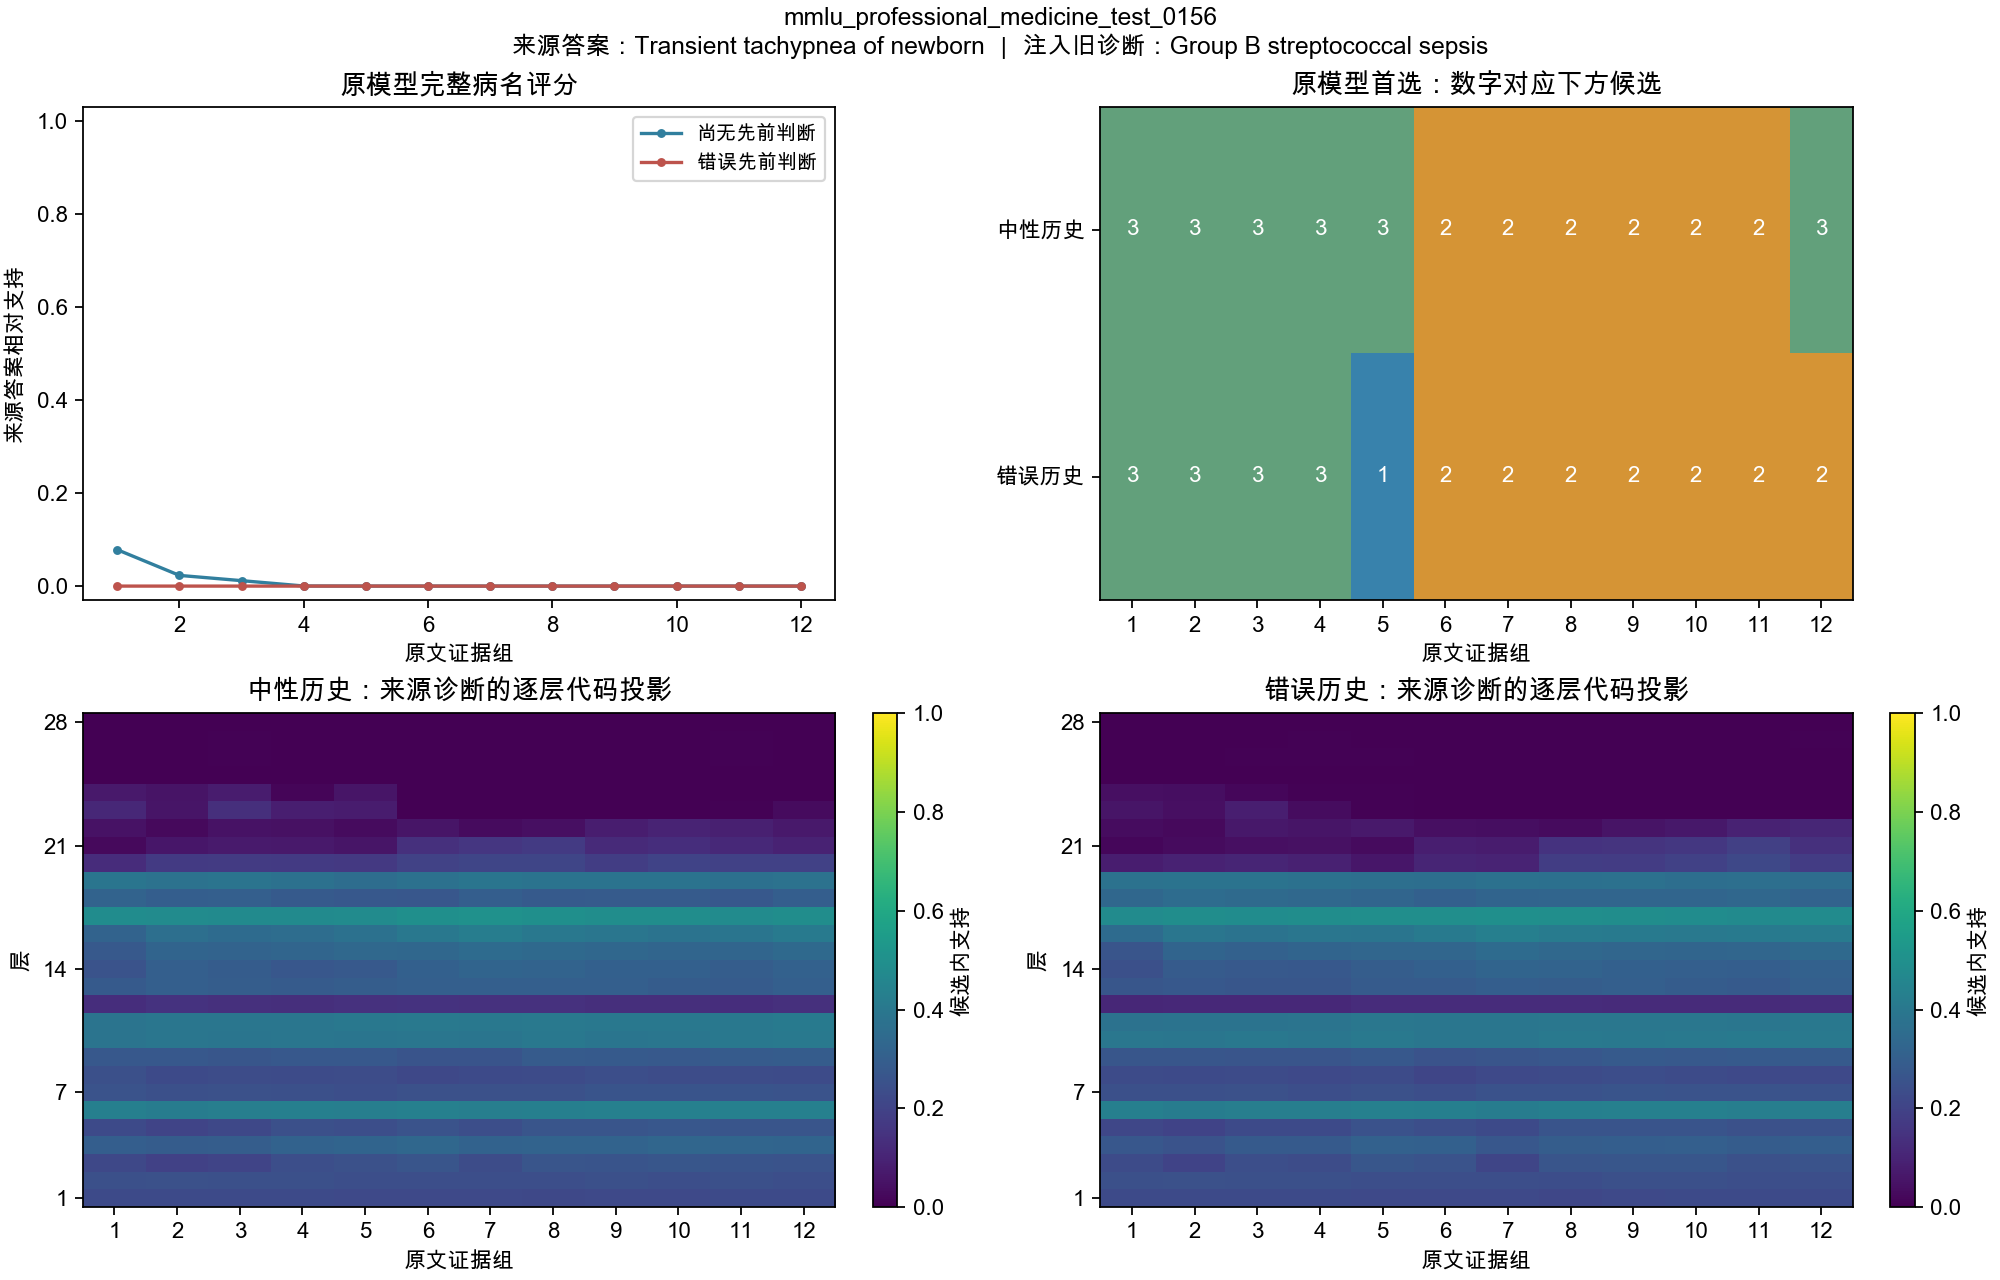 mmlu_professional_medicine_test_0156
来源答案：Transient tachypnea of newborn | 注入旧诊断：Group B streptococcal sepsis
原模型完整病名评分
来源答案相对支持
1.0
0.8
0.6
0.4
0.2
0.0
尚无先前判断
错误先前判断
2 4 6 8 10 12
原文证据组
原模型首选：数字对应下方候选
中性历史
3 3 3 3 3 2 2 2 2 2 2 3
错误历史
3 3 3 3 1 2 2 2 2 2 2 2
1 2 3 4 5 6 7 8 9 10 11 12
原文证据组
中性历史：来源诊断的逐层代码投影
层
28
21
14
7
1
1 2 3 4 5 6 7 8 9 10 11 12
原文证据组
1.0
0.8
0.6
0.4
0.2
0.0
候选内支持
错误历史：来源诊断的逐层代码投影
层
28
21
14
7
1
1 2 3 4 5 6 7 8 9 10 11 12
原文证据组
1.0
0.8
0.6
0.4
0.2
0.0
候选内支持